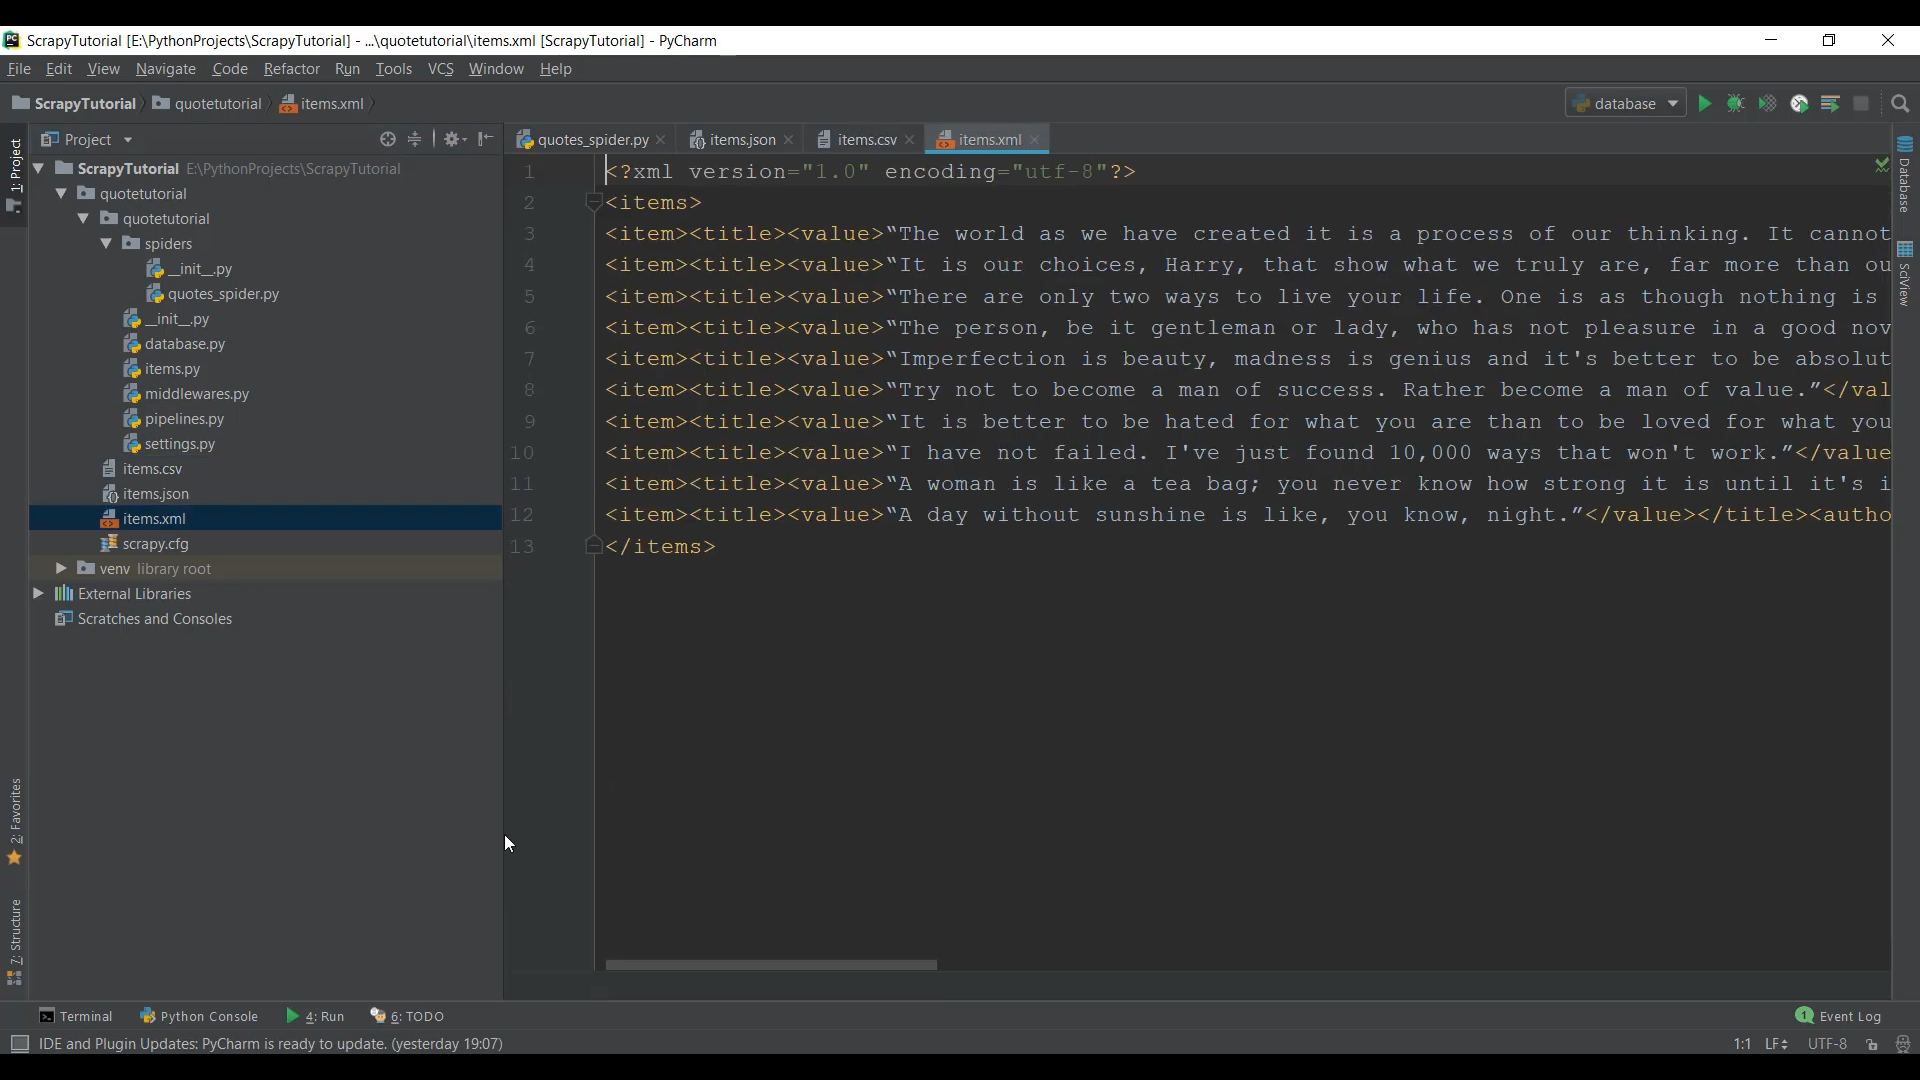 ScrapyTutorial [E:\PythonProjects\ScrapyTutorial] - ...\quotetutorial\items.xml [ScrapyTutorial] - PyCharm
File Edit View Navigate Code Refactor Run Tools VCS Window Help
ScrapyTutorial quotetutorial items.xml database
1: Project
Project
ScrapyTutorial E:\PythonProjects\ScrapyTutorial
quotetutorial
quotetutorial
spiders
__init__.py
quotes_spider.py
__init__.py
database.py
items.py
middlewares.py
pipelines.py
settings.py
items.csv
items.json
items.xml
scrapy.cfg
venv library root
External Libraries
Scratches and Consoles
2: Favorites
7: Structure
quotes_spider.py items.json items.csv items.xml
1 <?xml version="1.0" encoding="utf-8"?>
2 <items>
3 <item><title><value>“The world as we have created it is a process of our thinking. It cannot
4 <item><title><value>“It is our choices, Harry, that show what we truly are, far more than ou
5 <item><title><value>“There are only two ways to live your life. One is as though nothing is
6 <item><title><value>“The person, be it gentleman or lady, who has not pleasure in a good nov
7 <item><title><value>“Imperfection is beauty, madness is genius and it's better to be absolut
8 <item><title><value>“Try not to become a man of success. Rather become a man of value.”</val
9 <item><title><value>“It is better to be hated for what you are than to be loved for what you
10 <item><title><value>“I have not failed. I've just found 10,000 ways that won't work.”</value
11 <item><title><value>“A woman is like a tea bag; you never know how strong it is until it's i
12 <item><title><value>“A day without sunshine is like, you know, night.”</value></title><autho
13 </items>
Database
SciView
Terminal Python Console 4: Run 6: TODO 1 Event Log
IDE and Plugin Updates: PyCharm is ready to update. (yesterday 19:07) 1:1 LF UTF-8